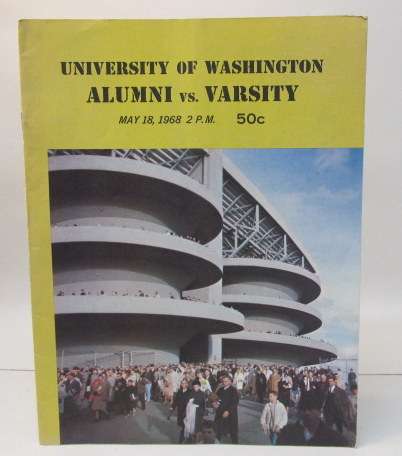 UNIVERSITY OF WASHINGTON
ALUMNI VS. VARSITY
MAY 18, 1968 2 P.M. 50c